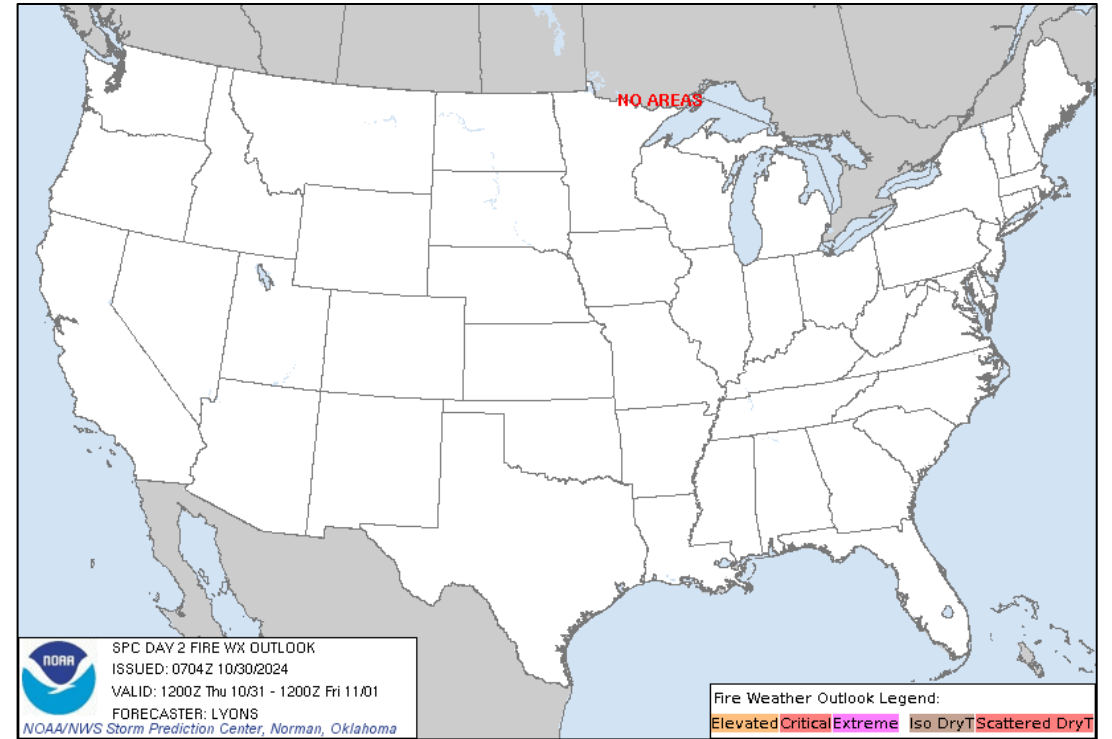 NO AREAS
NOAA
SPC DAY 2 FIRE WX OUTLOOK
ISSUED: 0704Z 10/30/2024
VALID: 1200Z Thu 10/31 - 1200Z Fri 11/01
FORECASTER: LYONS
NOAA/NWS Storm Prediction Center, Norman, Oklahoma
Fire Weather Outlook Legend:
Elevated Critical Extreme Iso DryT Scattered DryT